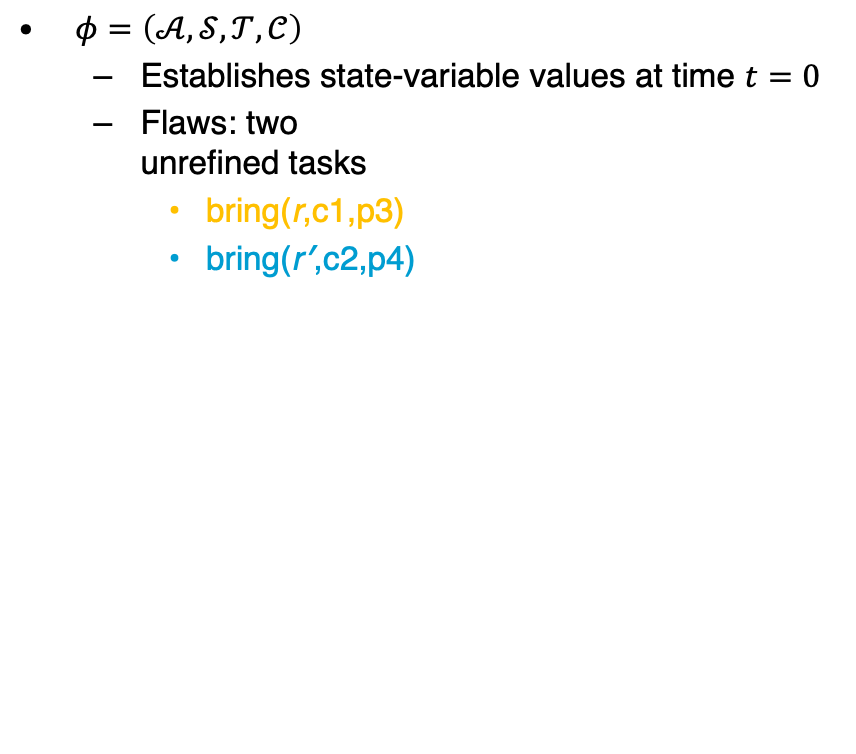 • 𝜙 = (𝒜, 𝒮, 𝒯, 𝒞)
– Establishes state-variable values at time 𝑡 = 0
– Flaws: two
unrefined tasks
• bring(r,c1,p3)
• bring(r′,c2,p4)